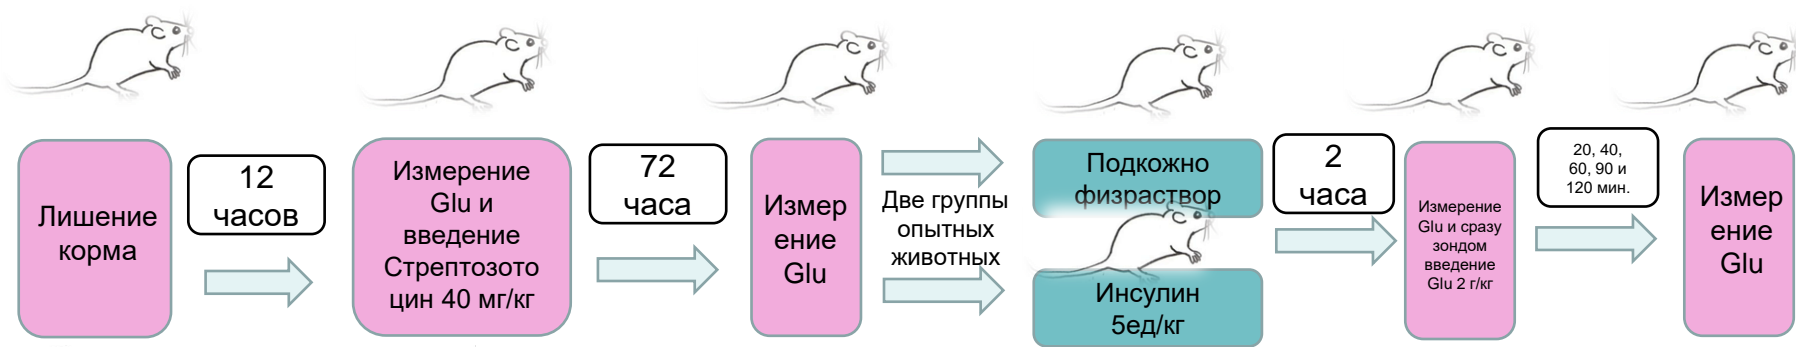 Лишение
корма
12
часов
Измерение
Glu и
введение
Стрептозото
цин 40 мг/кг
72
часа
Измер
ение
Glu
Две группы
опытных
животных
Подкожно
физраствор
Инсулин
5ед/кг
2
часа
Измерение
Glu и сразу
зондом
введение
Glu 2 г/кг
20, 40,
60, 90 и
120 мин.
Измер
ение
Glu